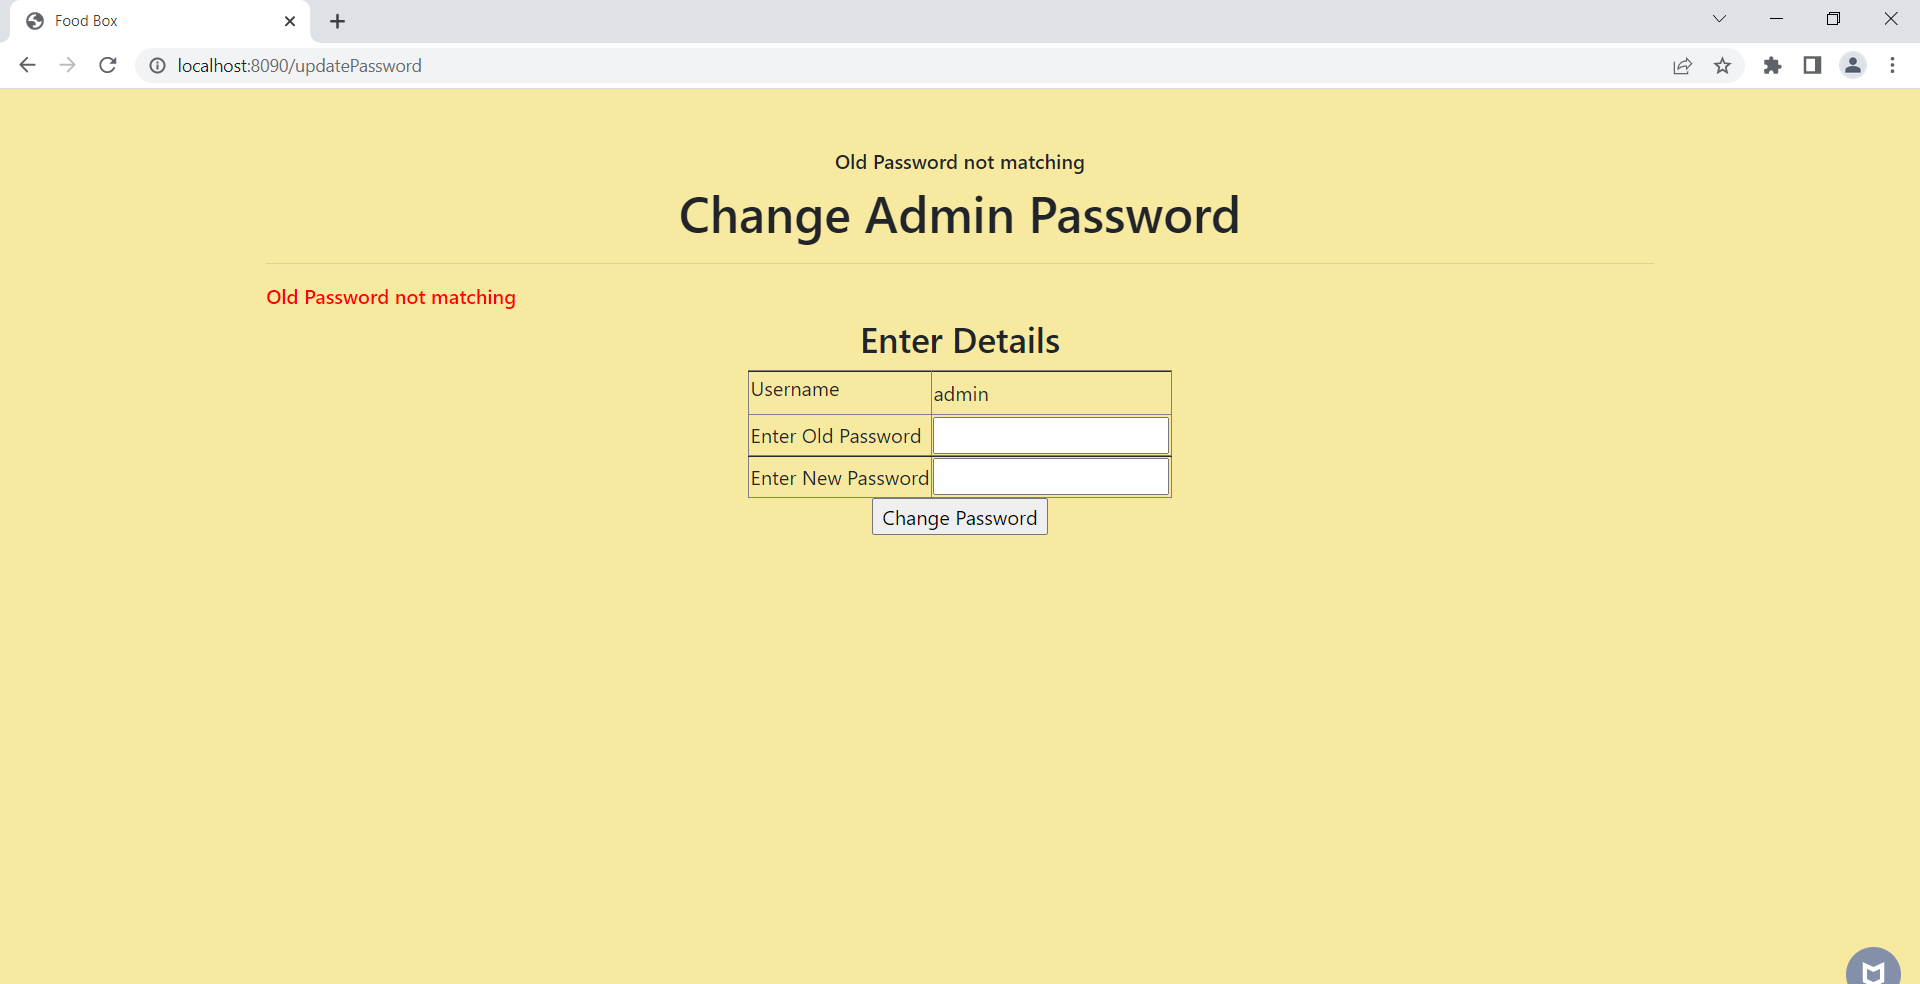 Food Box
localhost:8090/updatePassword
Old Password not matching
Change Admin Password
Old Password not matching
Enter Details
Username admin
Enter Old Password
Enter New Password
Change Password